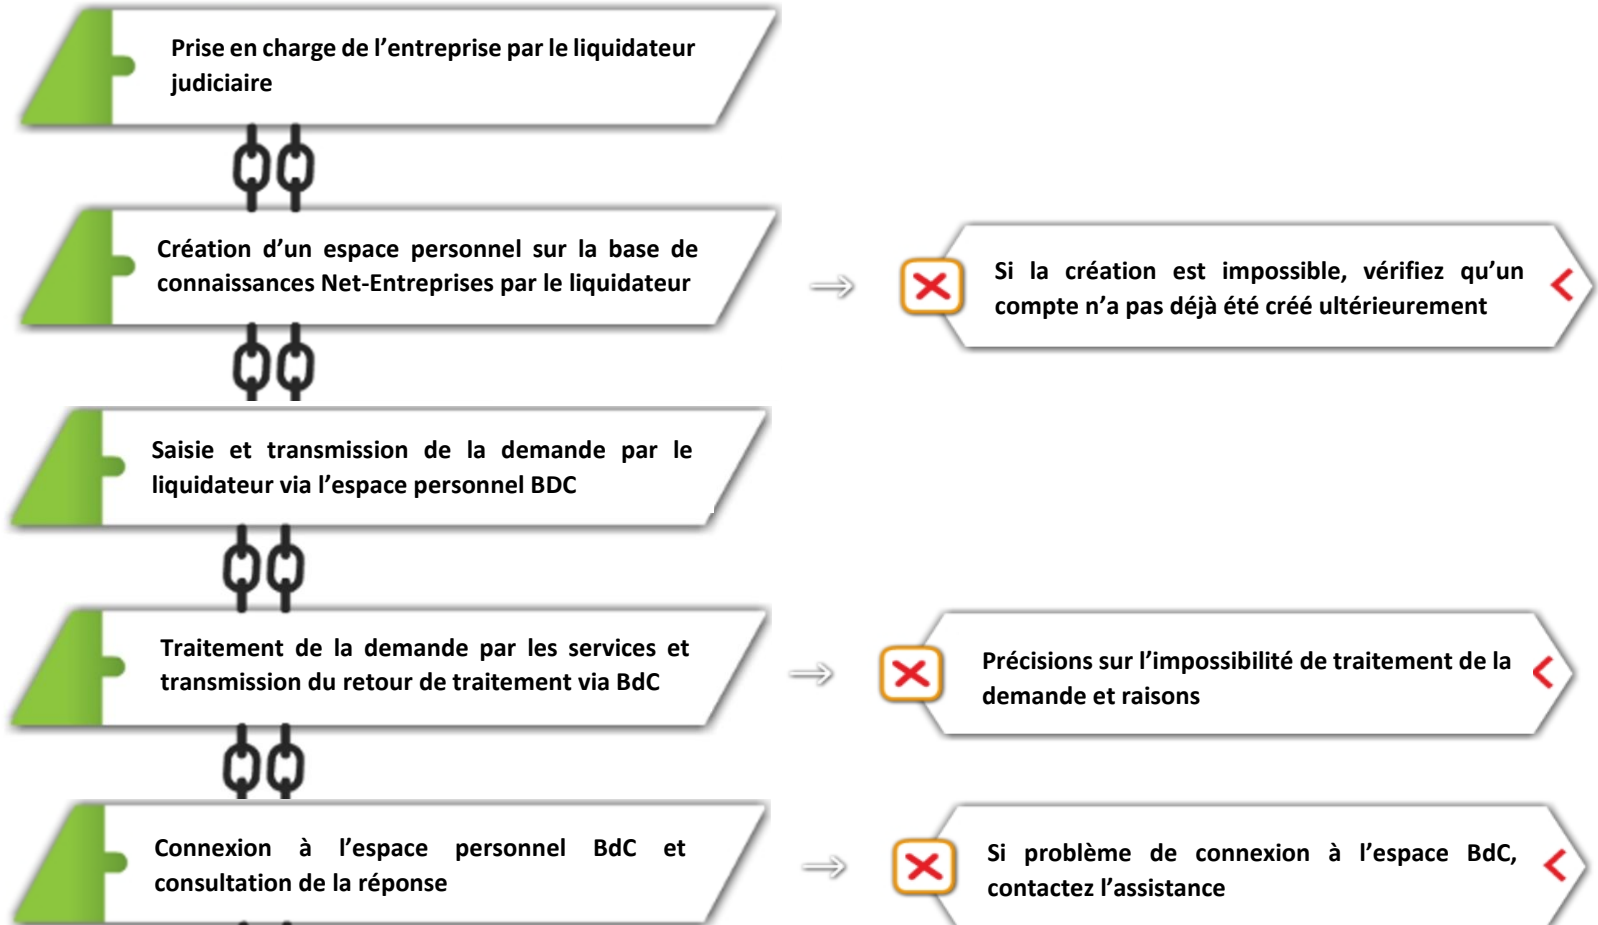 Prise en charge de l’entreprise par le liquidateur
judiciaire
Création d’un espace personnel sur la base de
connaissances Net-Entreprises par le liquidateur
Si la création est impossible, vérifiez qu’un
compte n’a pas déjà été créé ultérieurement
Saisie et transmission de la demande par le
liquidateur via l’espace personnel BDC
Traitement de la demande par les services et
transmission du retour de traitement via BdC
Précisions sur l’impossibilité de traitement de la
demande et raisons
Connexion à l’espace personnel BdC et
consultation de la réponse
Si problème de connexion à l’espace BdC,
contactez l’assistance